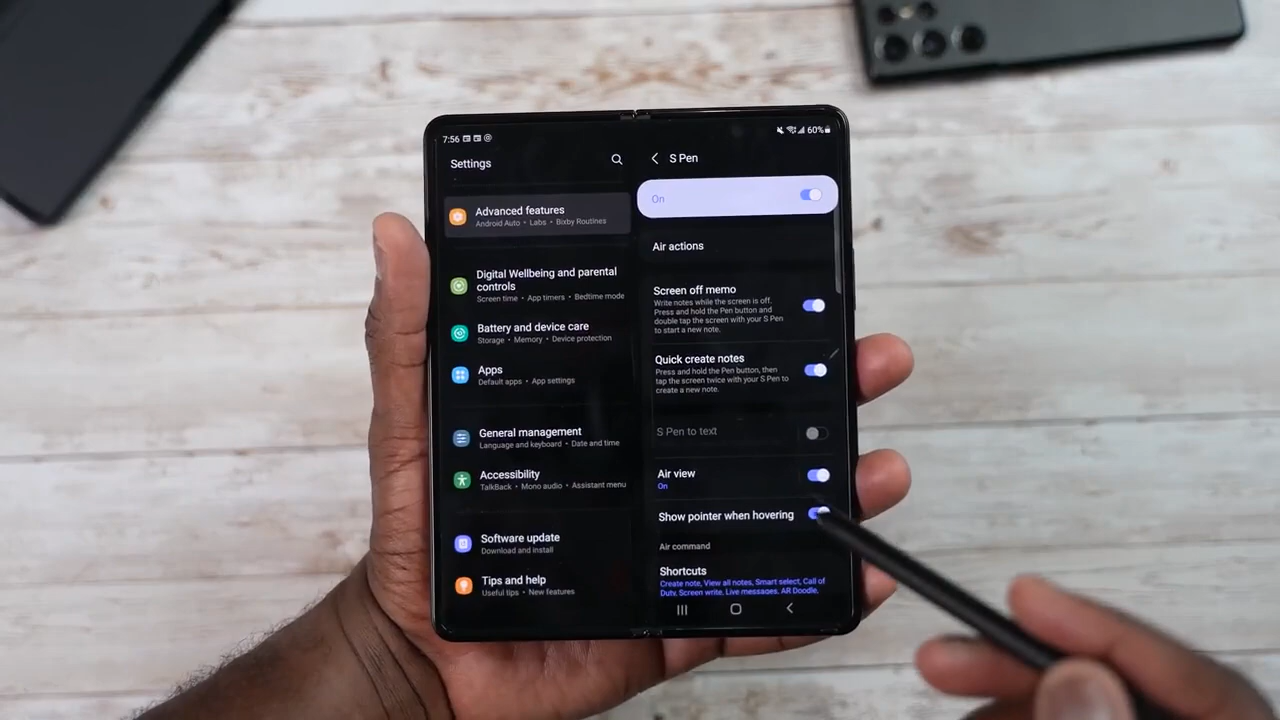 7:56
60%
Settings
Advanced features
Android Auto • Labs • Bixby Routines
Digital Wellbeing and parental
controls
Screen time • App timers • Bedtime mode
Battery and device care
Storage • Memory • Device protection
Apps
Default apps • App settings
General management
Language and keyboard • Date and time
Accessibility
TalkBack • Mono audio • Assistant menu
Software update
Download and install
Tips and help
Useful tips • New features
S Pen
On
Air actions
Screen off memo
Write notes while the screen is off.
Press and hold the Pen button and
double tap the screen with your S Pen
to start a new note.
Quick create notes
Press and hold the Pen button, then
tap the screen twice with your S Pen to
create a new note.
S Pen to text
Air view
On
Show pointer when hovering
Air command
Shortcuts
Create note, View all notes, Smart select, Call of
Duty, Screen write, Live messages, AR Doodle,